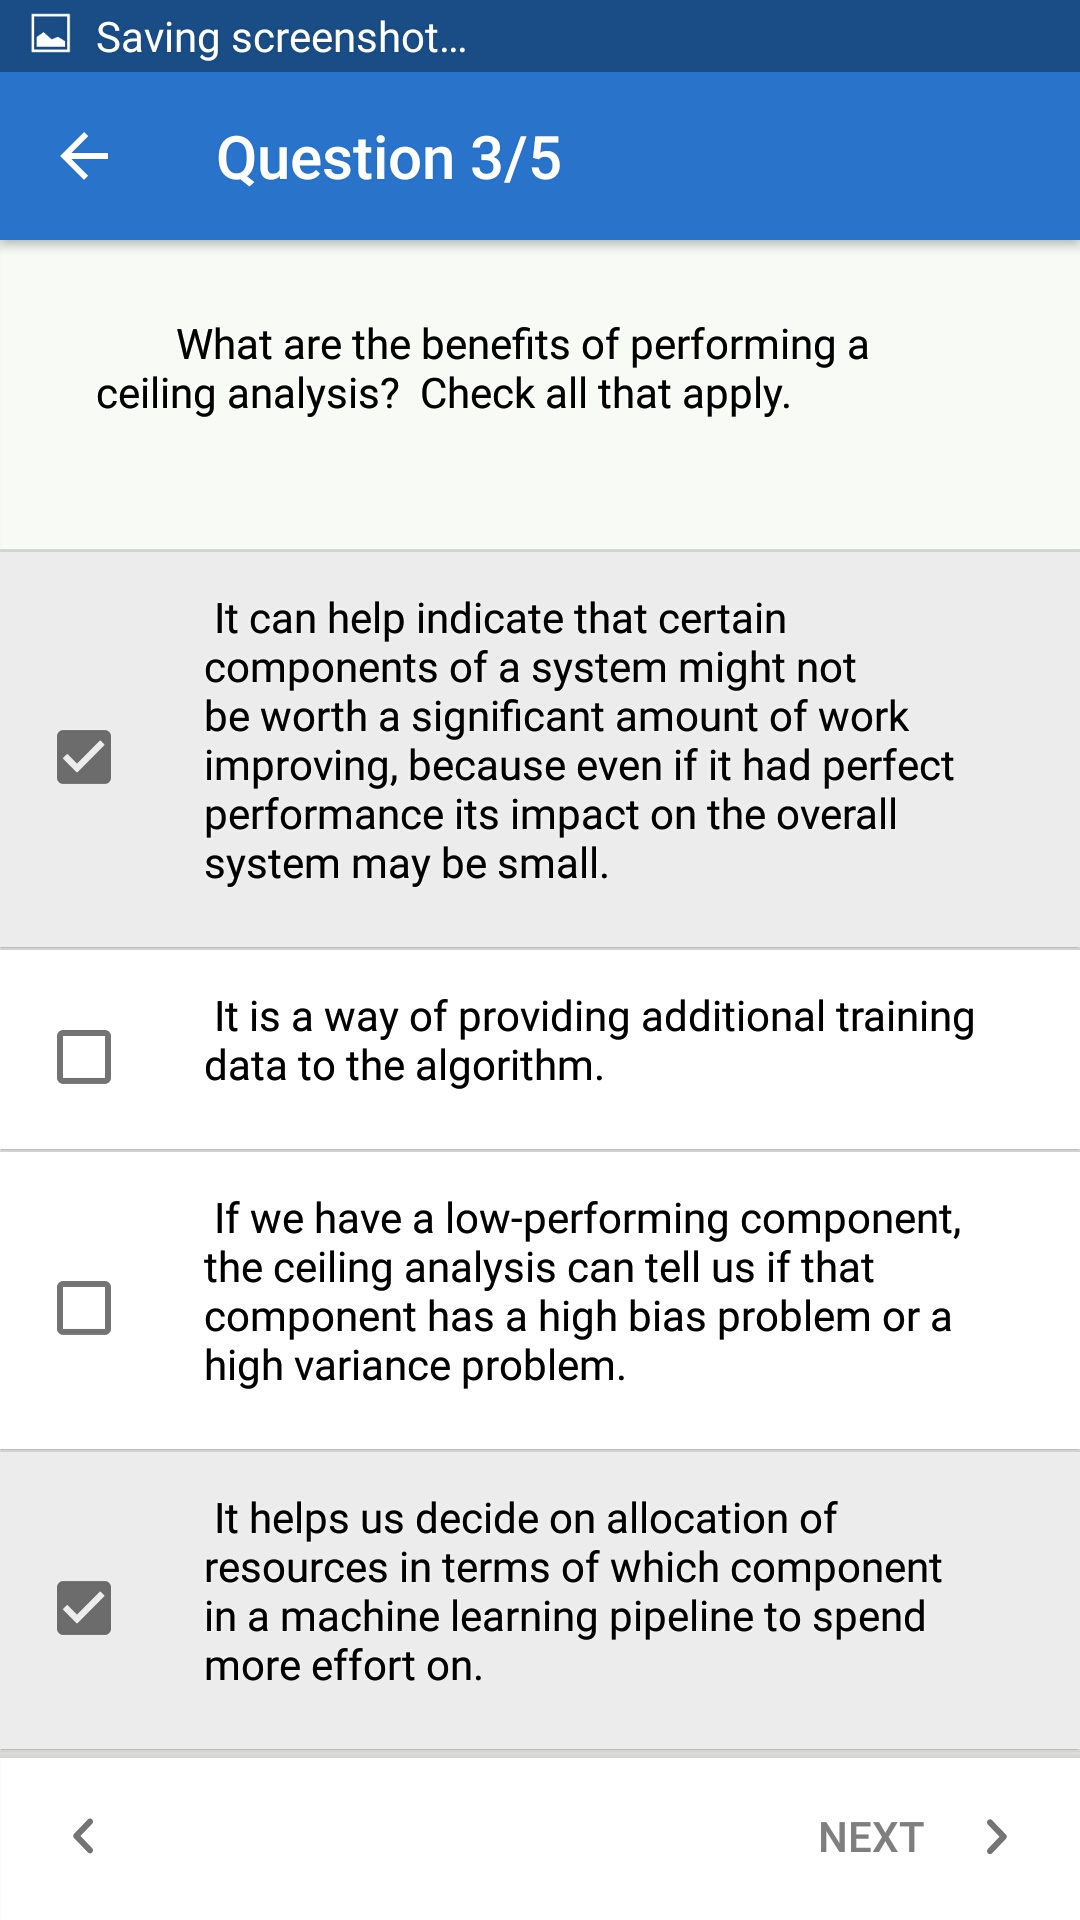 Saving screenshot...
Question 3/5
What are the benefits of performing a
ceiling analysis?  Check all that apply.
It can help indicate that certain
components of a system might not
be worth a significant amount of work
improving, because even if it had perfect
performance its impact on the overall
system may be small.
It is a way of providing additional training
data to the algorithm.
If we have a low-performing component,
the ceiling analysis can tell us if that
component has a high bias problem or a
high variance problem.
It helps us decide on allocation of
resources in terms of which component
in a machine learning pipeline to spend
more effort on.
NEXT